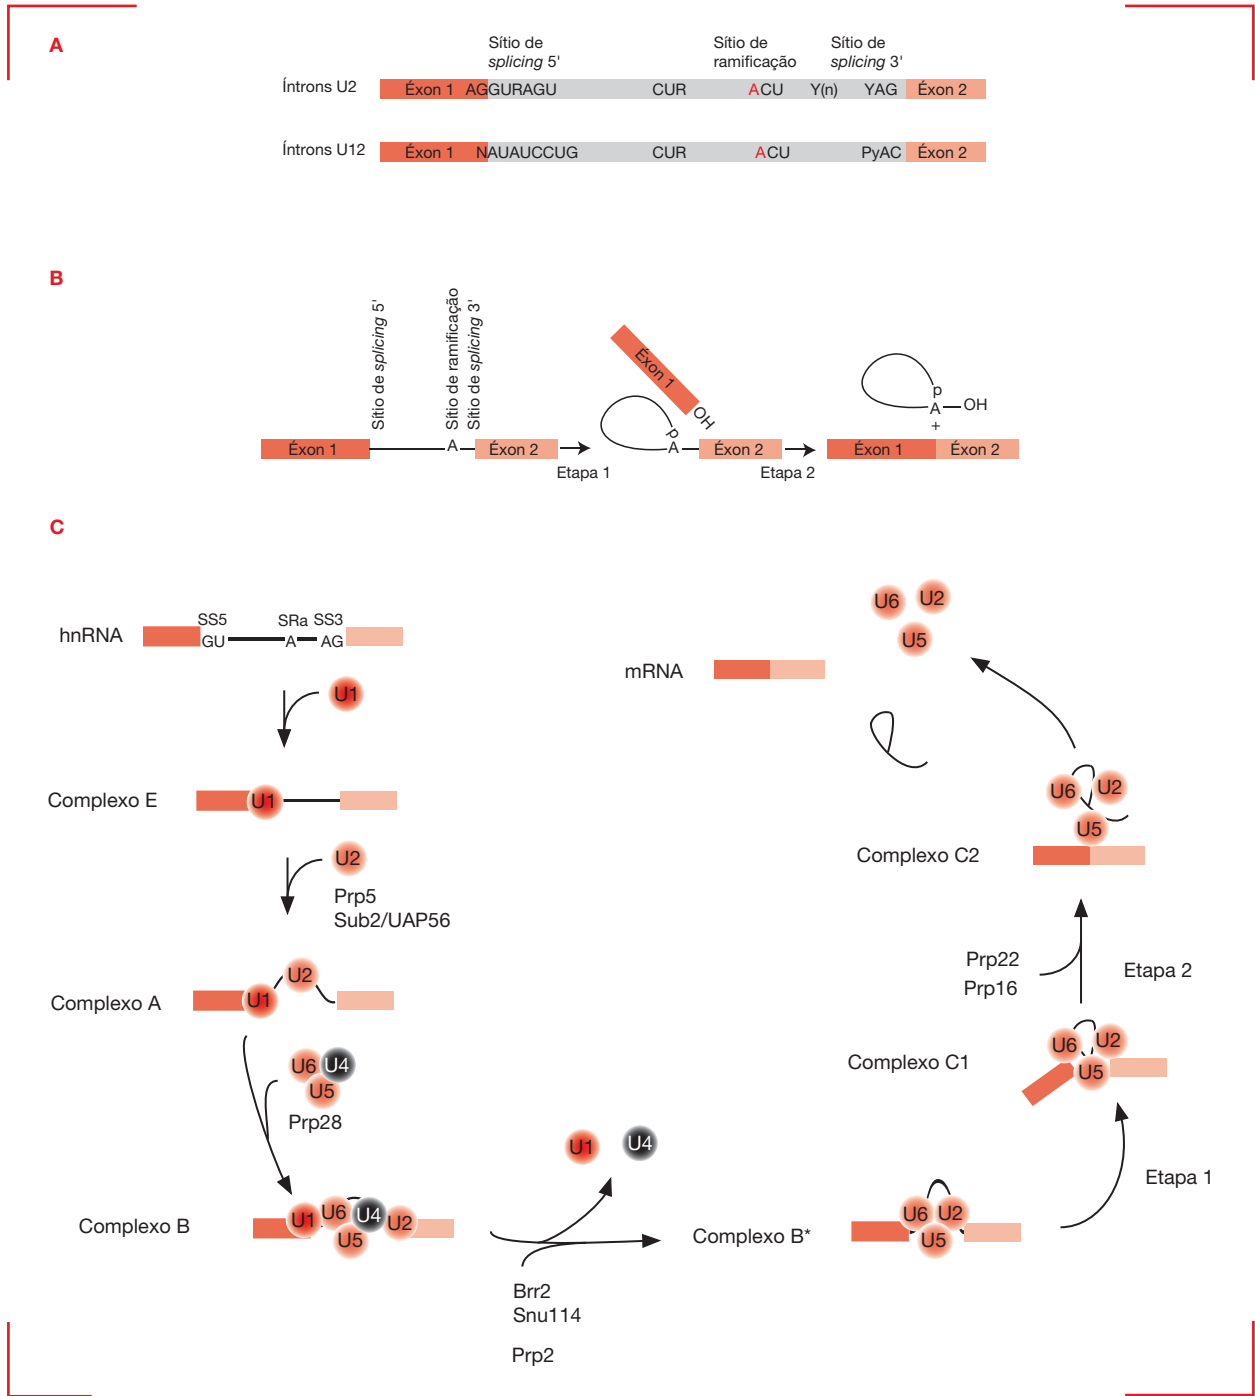 A
Sítio de
splicing 5'
Sítio de
ramificação
Sítio de
splicing 3'
Íntrons U2
Éxon 1 AGGURAGU CUR ACU Y(n) YAG Éxon 2
Íntrons U12
Éxon 1 NAUAUCCUG CUR ACU PyAC Éxon 2
B
Sítio de splicing 5'
Sítio de ramificação
Sítio de splicing 3'
Éxon 1 A Éxon 2
Etapa 1
Éxon 1
OH
p
A Éxon 2
Etapa 2
p
A OH
+
Éxon 1 Éxon 2
C
hnRNA
SS5 SRa SS3
GU A AG
U1
Complexo E
U1
U2
Prp5
Sub2/UAP56
Complexo A
U1 U2
U6 U4
U5
Prp28
Complexo B
U1 U6 U4 U2
U5
U1 U4
Brr2
Snu114
Prp2
Complexo B*
U6 U2
U5
Etapa 1
Complexo C1
U6 U2
U5
Prp22
Prp16
Etapa 2
Complexo C2
U6 U2
U5
mRNA
U6 U2
U5